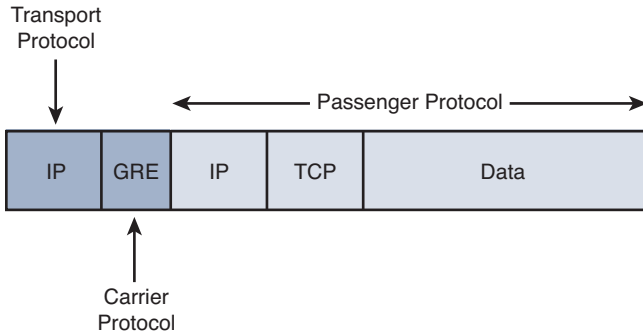 Transport
Protocol
Passenger Protocol
IP GRE IP TCP Data
Carrier
Protocol